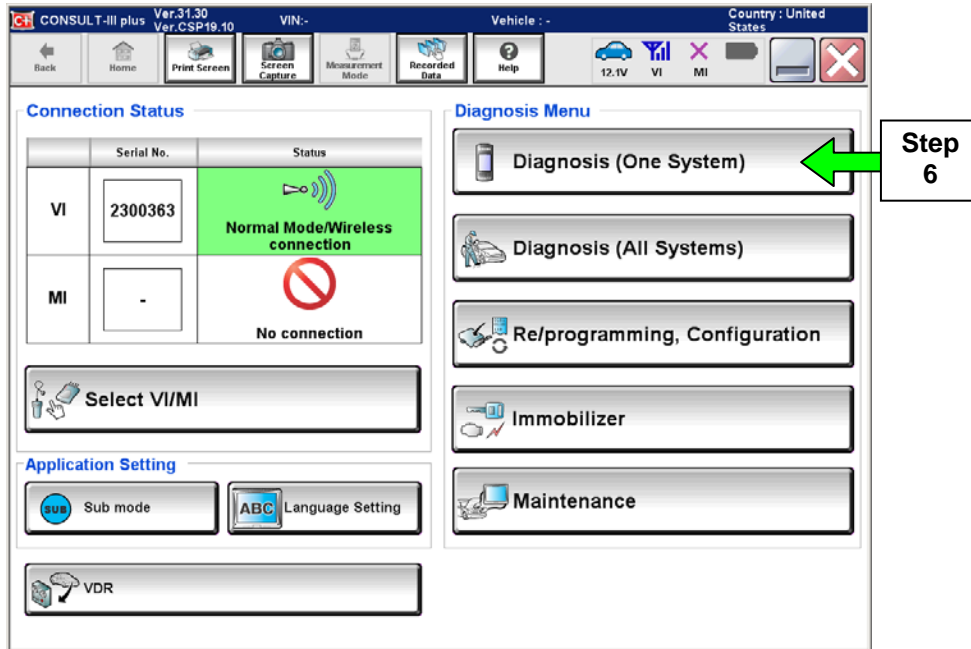 C+ CONSULT-III plus Ver.31.30 VIN:- Vehicle : - Country : United
Ver.CSP19.10 States
Back
Home
Print Screen
Screen
Capture
Measurement
Mode
Recorded
Data
Help
12.1V
VI
MI
Connection Status
Serial No. Status
VI 2300363
Normal Mode/Wireless
connection
MI -
No connection
Select VI/MI
Application Setting
SUB Sub mode
ABC Language Setting
VDR
Diagnosis Menu
Diagnosis (One System)
Diagnosis (All Systems)
Re/programming, Configuration
Immobilizer
Maintenance
Step
6